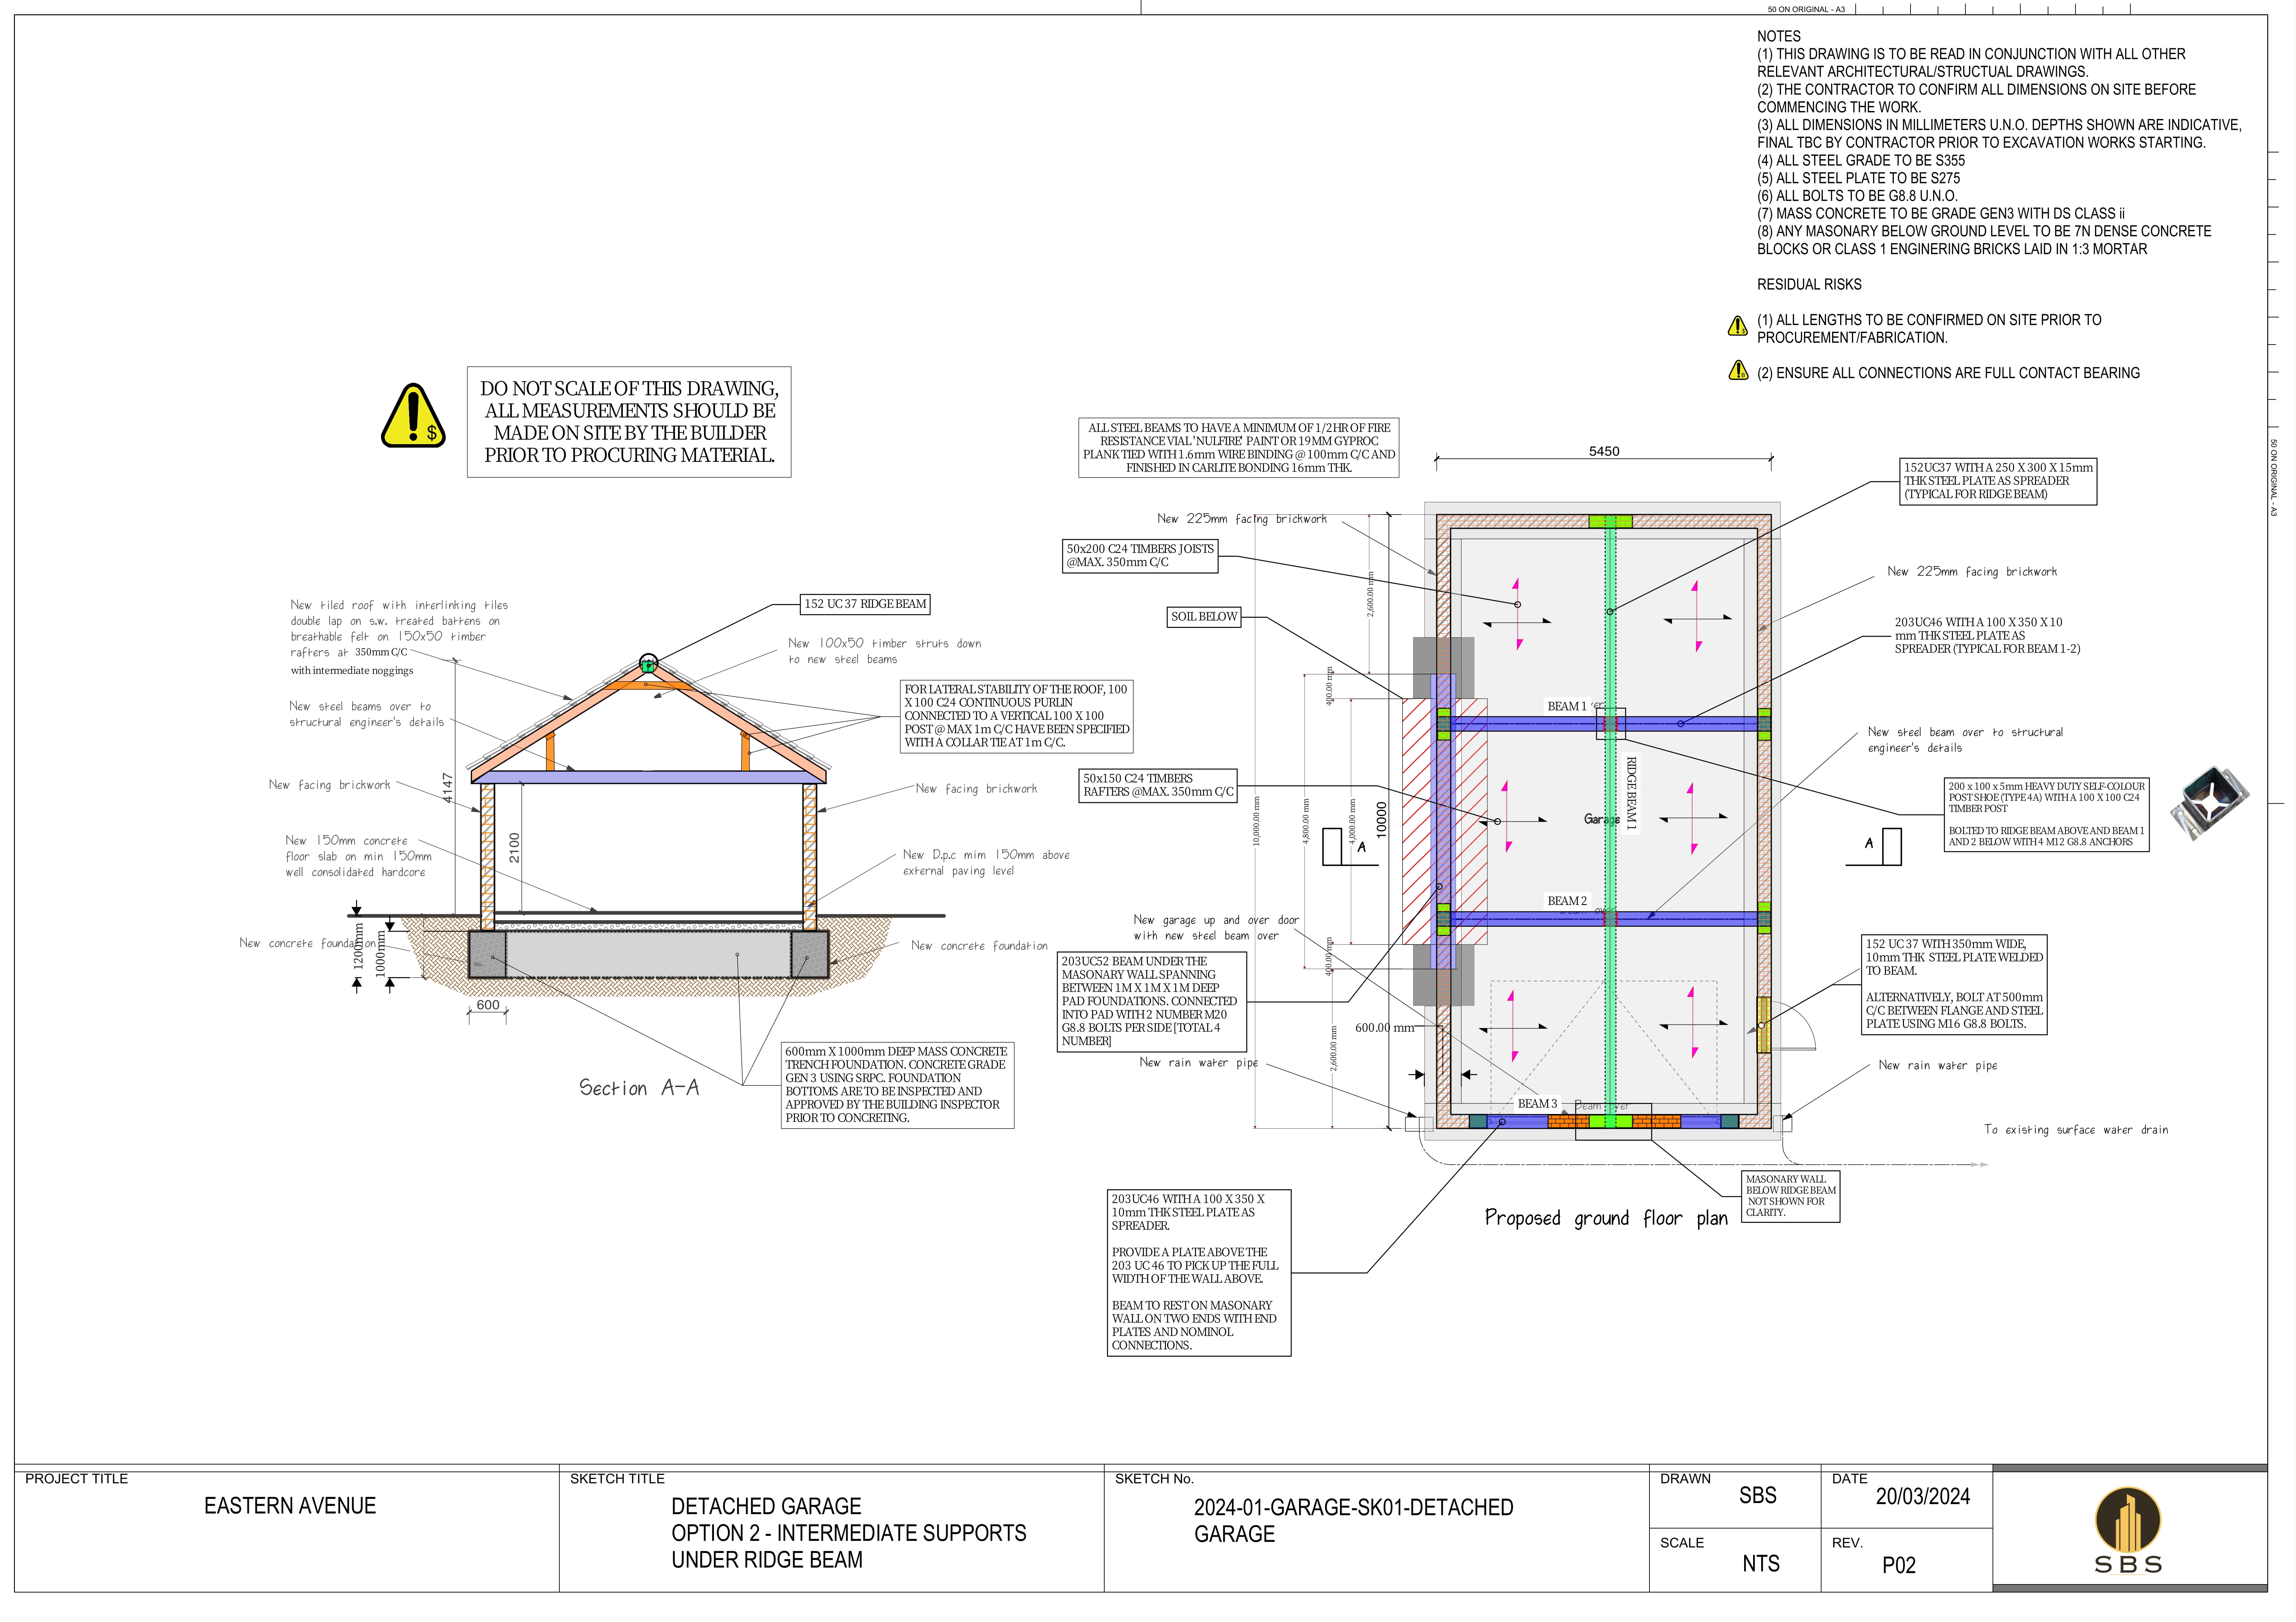 50 ON ORIGINAL - A3
NOTES
(1) THIS DRAWING IS TO BE READ IN CONJUNCTION WITH ALL OTHER
RELEVANT ARCHITECTURAL/STRUCTUAL DRAWINGS.
(2) THE CONTRACTOR TO CONFIRM ALL DIMENSIONS ON SITE BEFORE
COMMENCING THE WORK.
(3) ALL DIMENSIONS IN MILLIMETERS U.N.O. DEPTHS SHOWN ARE INDICATIVE,
FINAL TBC BY CONTRACTOR PRIOR TO EXCAVATION WORKS STARTING.
(4) ALL STEEL GRADE TO BE S355
(5) ALL STEEL PLATE TO BE S275
(6) ALL BOLTS TO BE G8.8 U.N.O.
(7) MASS CONCRETE TO BE GRADE GEN3 WITH DS CLASS ii
(8) ANY MASONARY BELOW GROUND LEVEL TO BE 7N DENSE CONCRETE
BLOCKS OR CLASS 1 ENGINERING BRICKS LAID IN 1:3 MORTAR
RESIDUAL RISKS
(1) ALL LENGTHS TO BE CONFIRMED ON SITE PRIOR TO
PROCUREMENT/FABRICATION.
(2) ENSURE ALL CONNECTIONS ARE FULL CONTACT BEARING
50 ON ORIGINAL - A3
$
DO NOT SCALE OF THIS DRAWING,
ALL MEASUREMENTS SHOULD BE
MADE ON SITE BY THE BUILDER
PRIOR TO PROCURING MATERIAL.
New tiled roof with interlinking tiles
double lap on s.w. treated battens on
breathable felt on 150x50 timber
rafters at 350mm C/C
with intermediate noggings
152 UC 37 RIDGE BEAM
New 100x50 timber struts down
to new steel beams
FOR LATERAL STABILITY OF THE ROOF, 100
X 100 C24 CONTINUOUS PURLIN
CONNECTED TO A VERTICAL 100 X 100
POST @ MAX 1m C/C HAVE BEEN SPECIFIED
WITH A COLLAR TIE AT 1m C/C.
New steel beams over to
structural engineer's details
4147
2100
New facing brickwork
New facing brickwork
New 150mm concrete
floor slab on min 150mm
well consolidated hardcore
New D.p.c mim 150mm above
external paving level
New concrete foundation
1200mm
1000mm
New concrete foundation
600
Section A-A
600mm X 1000mm DEEP MASS CONCRETE
TRENCH FOUNDATION. CONCRETE GRADE
GEN 3 USING SRPC. FOUNDATION
BOTTOMS ARE TO BE INSPECTED AND
APPROVED BY THE BUILDING INSPECTOR
PRIOR TO CONCRETING.
ALL STEEL BEAMS TO HAVE A MINIMUM OF 1/2HR OF FIRE
RESISTANCE VIAL 'NULFIRE' PAINT OR 19MM GYPROC
PLANK TIED WITH 1.6mm WIRE BINDING @ 100mm C/C AND
FINISHED IN CARLITE BONDING 16mm THK.
5450
152UC37 WITH A 250 X 300 X 15mm
THK STEEL PLATE AS SPREADER
(TYPICAL FOR RIDGE BEAM)
New 225mm facing brickwork
50x200 C24 TIMBERS JOISTS
@MAX. 350mm C/C
New 225mm facing brickwork
SOIL BELOW
203UC46 WITH A 100 X 350 X 10
mm THK STEEL PLATE AS
SPREADER (TYPICAL FOR BEAM 1-2)
2,600.00 mm
400.00 mm
10,000.00 mm
4,800.00 mm
4,000.00 mm
10000
400.00 mm
2,600.00 mm
600.00 mm
BEAM 1
RIDGE BEAM 1
Garage
A
A
BEAM 2
BEAM 3
Beam over
New steel beam over to structural
engineer's details
50x150 C24 TIMBERS
RAFTERS @MAX. 350mm C/C
200 x 100 x 5mm HEAVY DUTY SELF-COLOUR
POST SHOE (TYPE 4A) WITH A 100 X 100 C24
TIMBER POST
BOLTED TO RIDGE BEAM ABOVE AND BEAM 1
AND 2 BELOW WITH 4 M12 G8.8 ANCHORS
New garage up and over door
with new steel beam over
203UC52 BEAM UNDER THE
MASONARY WALL SPANNING
BETWEEN 1M X 1M X 1M DEEP
PAD FOUNDATIONS. CONNECTED
INTO PAD WITH 2 NUMBER M20
G8.8 BOLTS PER SIDE [TOTAL 4
NUMBER]
152 UC 37 WITH 350mm WIDE,
10mm THK STEEL PLATE WELDED
TO BEAM.
ALTERNATIVELY, BOLT AT 500mm
C/C BETWEEN FLANGE AND STEEL
PLATE USING M16 G8.8 BOLTS.
New rain water pipe
New rain water pipe
To existing surface water drain
MASONARY WALL
BELOW RIDGE BEAM
NOT SHOWN FOR
CLARITY.
Proposed ground floor plan
203UC46 WITH A 100 X 350 X
10mm THK STEEL PLATE AS
SPREADER.
PROVIDE A PLATE ABOVE THE
203 UC 46 TO PICK UP THE FULL
WIDTH OF THE WALL ABOVE.
BEAM TO REST ON MASONARY
WALL ON TWO ENDS WITH END
PLATES AND NOMINOL
CONNECTIONS.
PROJECT TITLE
EASTERN AVENUE
SKETCH TITLE
DETACHED GARAGE
OPTION 2 - INTERMEDIATE SUPPORTS
UNDER RIDGE BEAM
SKETCH No.
2024-01-GARAGE-SK01-DETACHED
GARAGE
DRAWN
SBS
DATE
20/03/2024
SCALE
NTS
REV.
P02
SBS